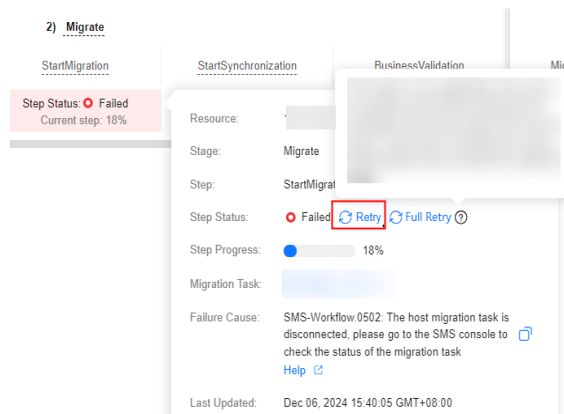 2) Migrate
StartMigration
StartSynchronization
BusinessValidation
Step Status: Failed
Current step: 18%
Resource:
Stage: Migrate
Step: StartMigrat
Step Status: Failed Retry Full Retry
Step Progress: 18%
Migration Task:
Failure Cause: SMS-Workflow.0502: The host migration task is
disconnected, please go to the SMS console to
check the status of the migration task
Help
Last Updated: Dec 06, 2024 15:40:05 GMT+08:00